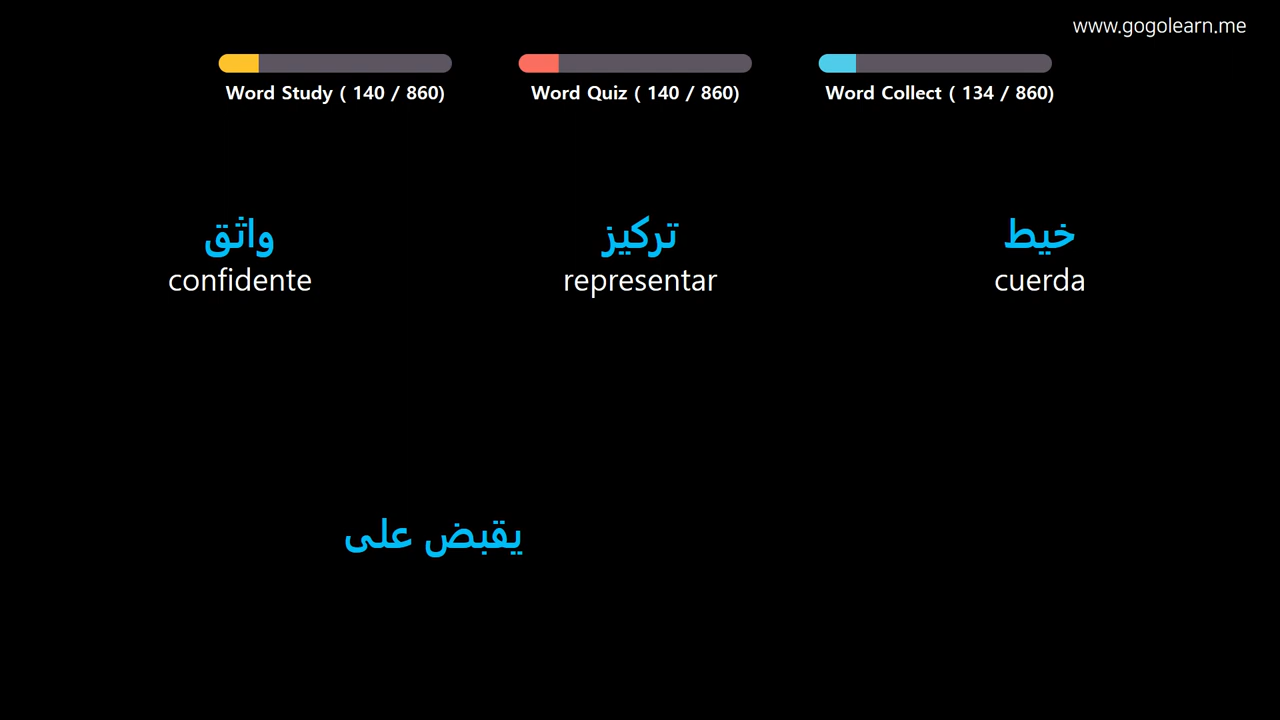 www.gogolearn.me
Word Study ( 140 / 860)
Word Quiz ( 140 / 860)
Word Collect ( 134 / 860)
واثق
confidente
تركيز
representar
خيط
cuerda
يقبض على